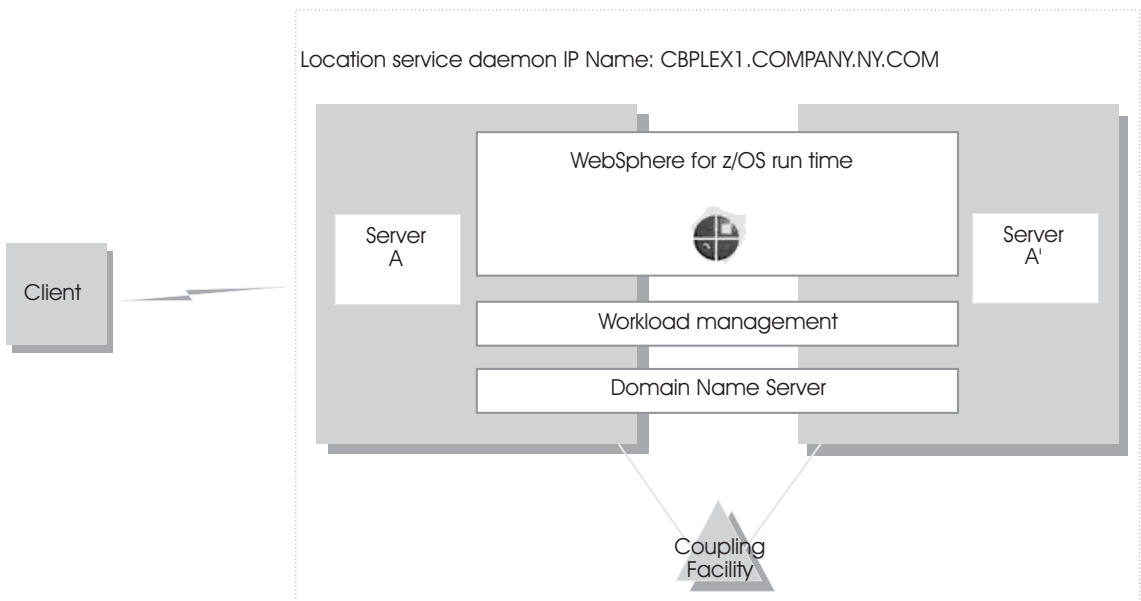 Location service daemon IP Name: CBPLEX1.COMPANY.NY.COM
WebSphere for z/OS run time
Server
A
Server
A'
Client
Workload management
Domain Name Server
Coupling
Facility